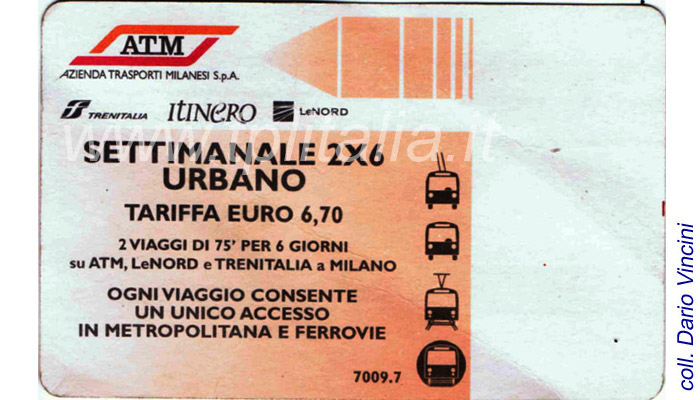 ATM
AZIENDA TRASPORTI MILANESI S.p.A.
TRENITALIA ITINERO LeNORD
www.iplitalia.it
SETTIMANALE 2X6
URBANO
TARIFFA EURO 6,70
2 VIAGGI DI 75' PER 6 GIORNI
su ATM, LeNORD e TRENITALIA a MILANO
OGNI VIAGGIO CONSENTE
UN UNICO ACCESSO
IN METROPOLITANA E FERROVIE
7009.7
coll. Dario Vincini